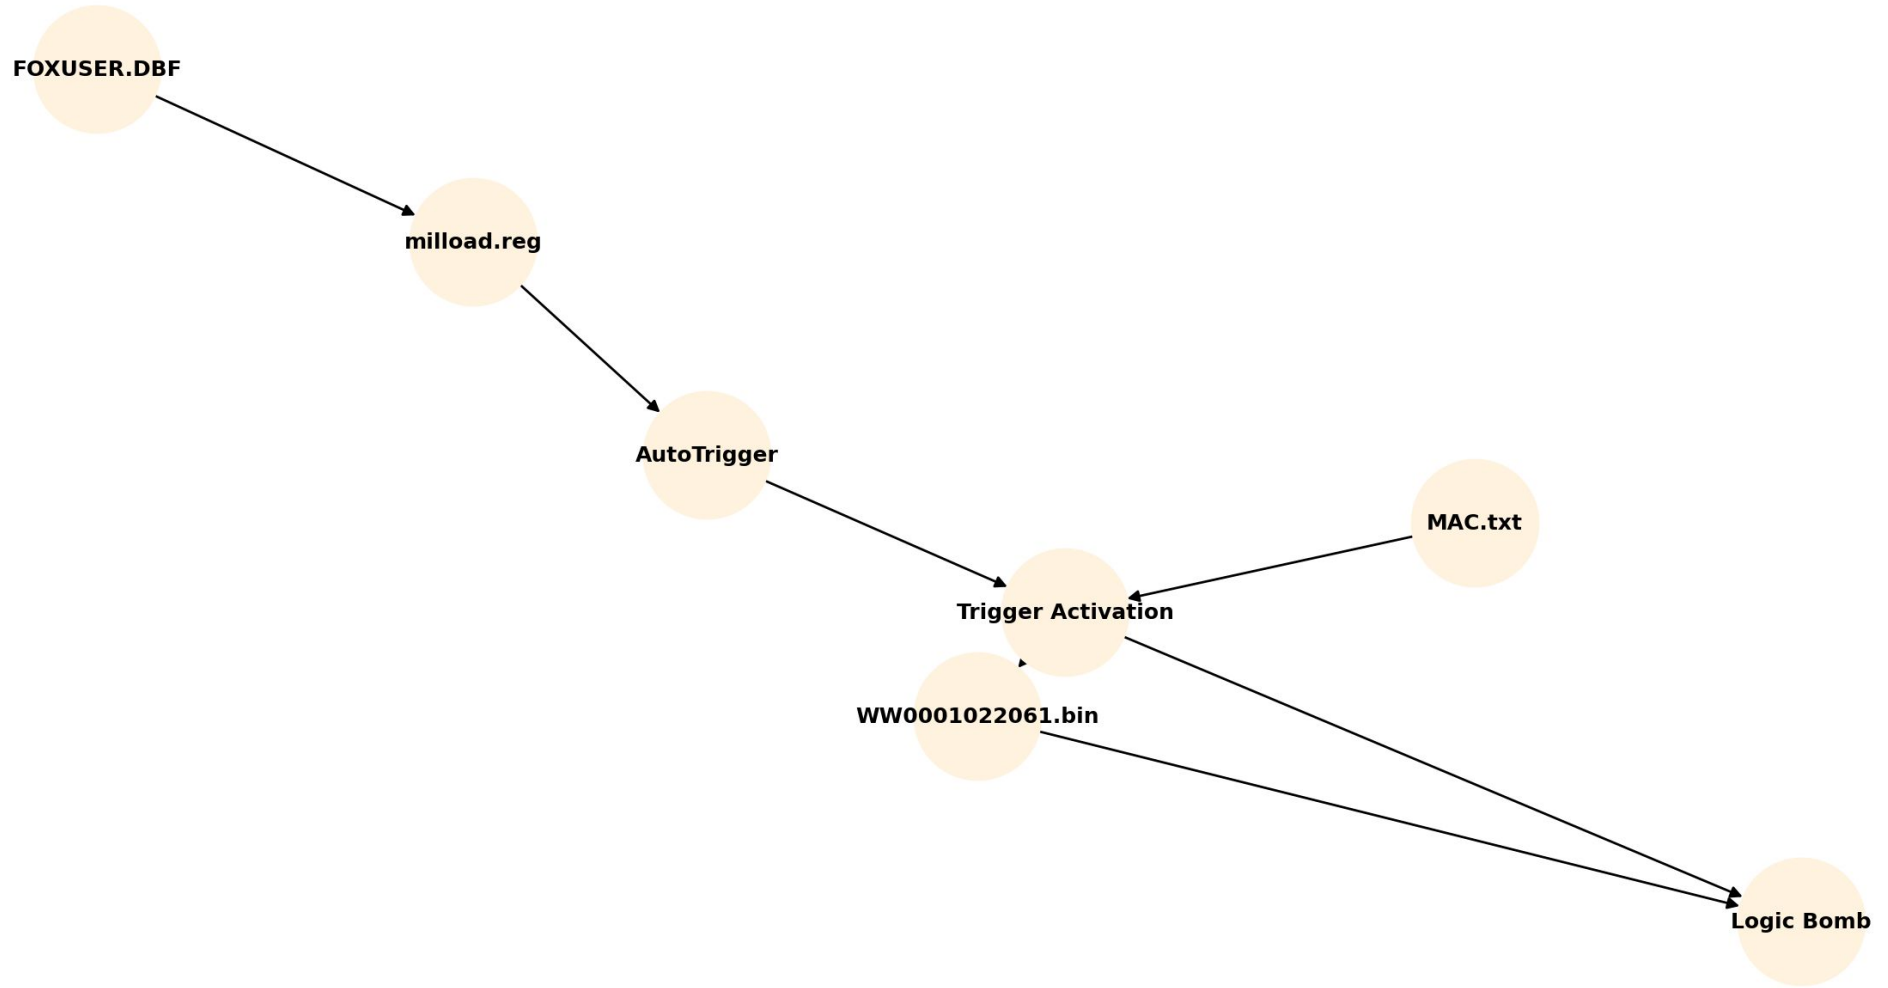 FOXUSER.DBF
milload.reg
AutoTrigger
MAC.txt
Trigger Activation
WW0001022061.bin
Logic Bomb